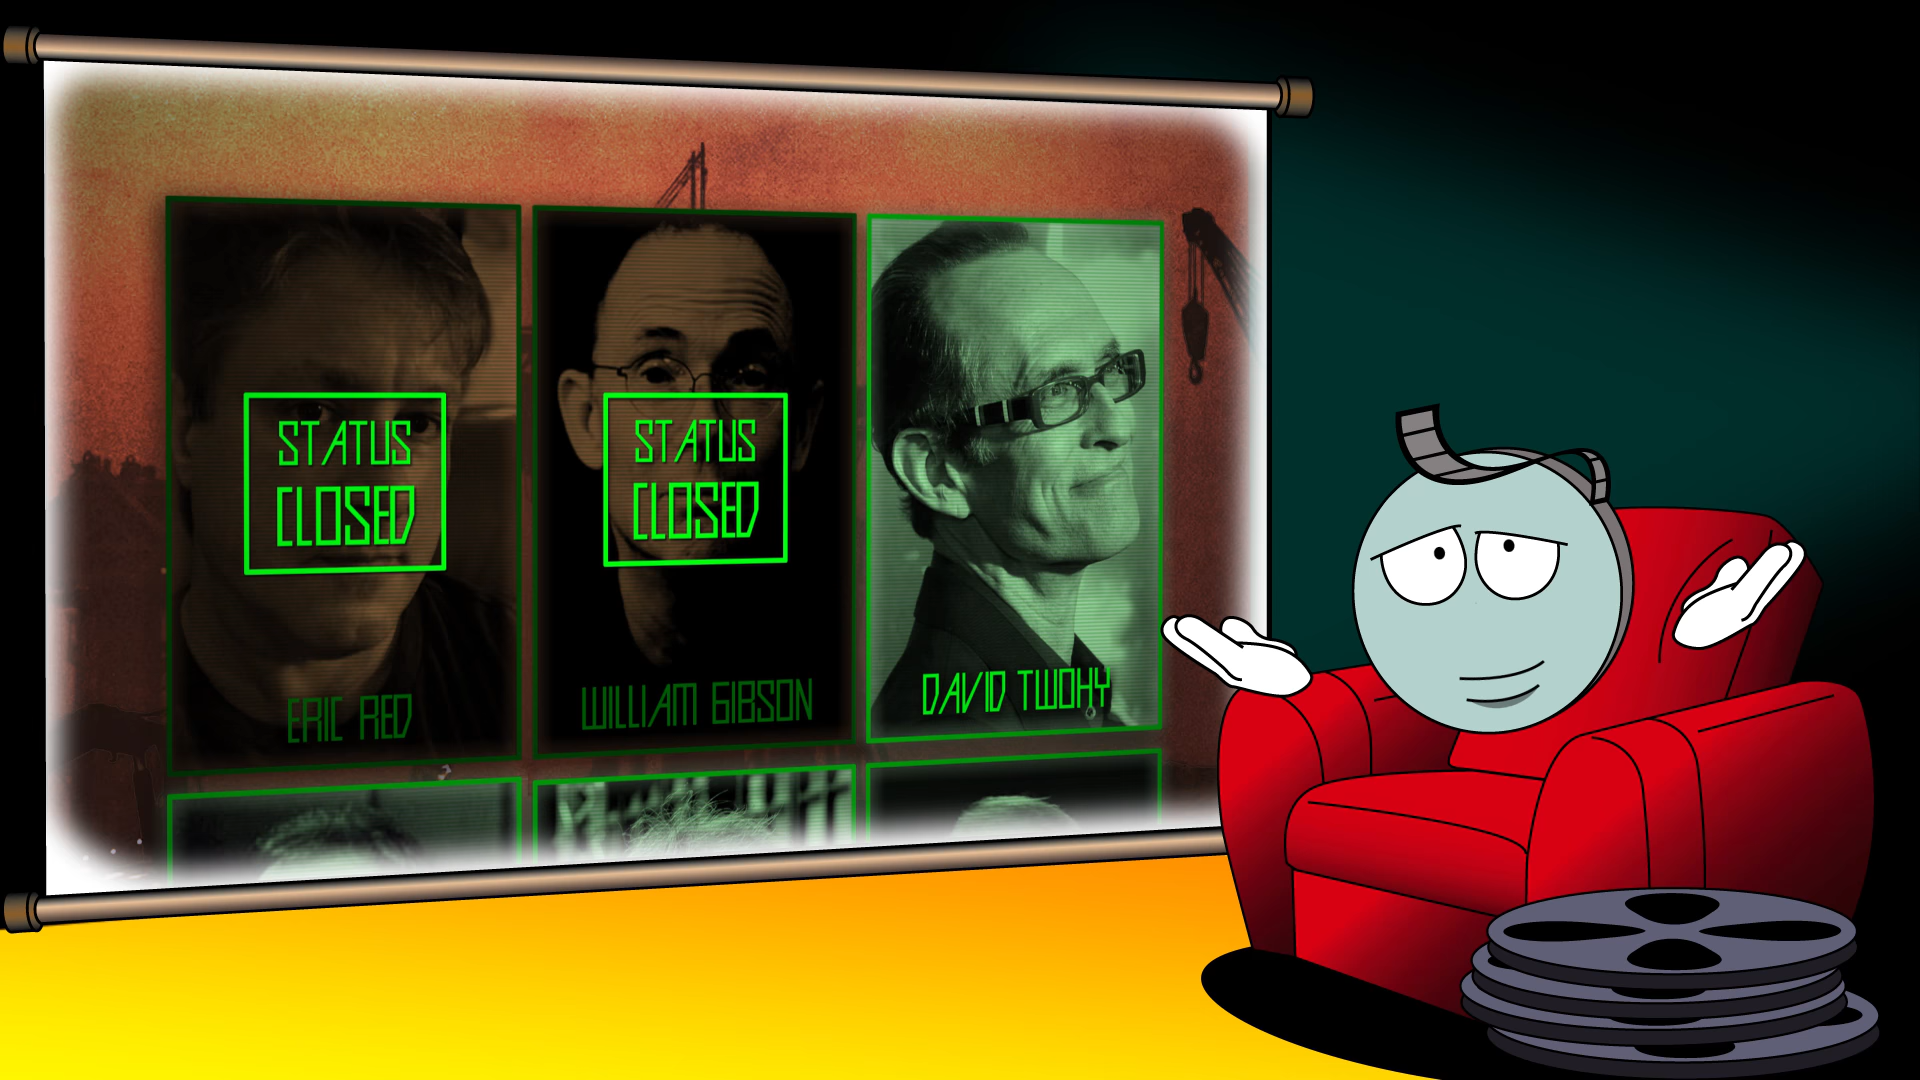 STATUS
CLOSED
ERIC RED
STATUS
CLOSED
WILLIAM GIBSON
DAVID TWOHY